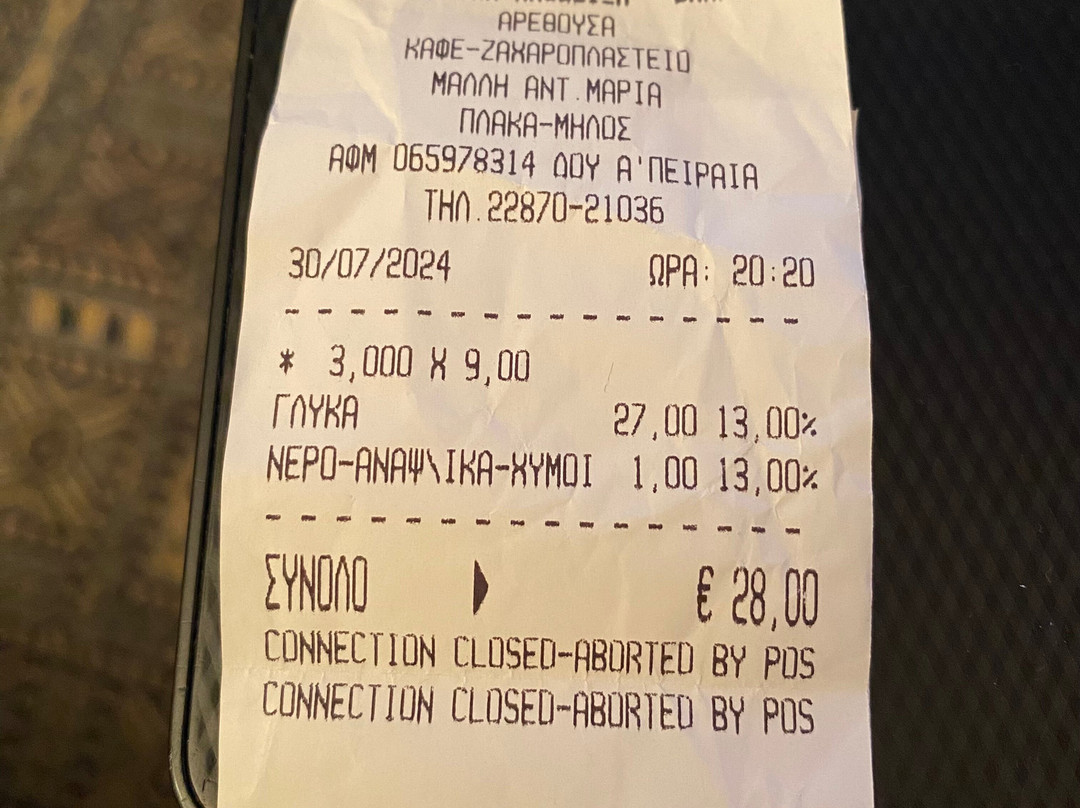 ΑΡΕΘΟΥΣΑ
ΚΑΦΕ-ΖΑΧΑΡΟΠΛΑΣΤΕΙΟ
ΜΑΛΛΗ ΑΝΤ.ΜΑΡΙΑ
ΠΛΑΚΑ-ΜΗΛΟΣ
ΑΦΜ 065978314 ΔΟΥ Α'ΠΕΙΡΑΙΑ
ΤΗΛ.22870-21036
30/07/2024 ΩΡΑ: 20:20
- - - - - - - - - - - - - - - - -
* 3,000 X 9,00
ΓΛΥΚΑ 27,00 13,00%
ΝΕΡΟ-ΑΝΑΨ\ΙΚΑ-ΧΥΜΟΙ 1,00 13,00%
- - - - - - - - - - - - - - - - -
ΣΥΝΟΛΟ € 28,00
CONNECTION CLOSED-ABORTED BY POS
CONNECTION CLOSED-ABORTED BY POS